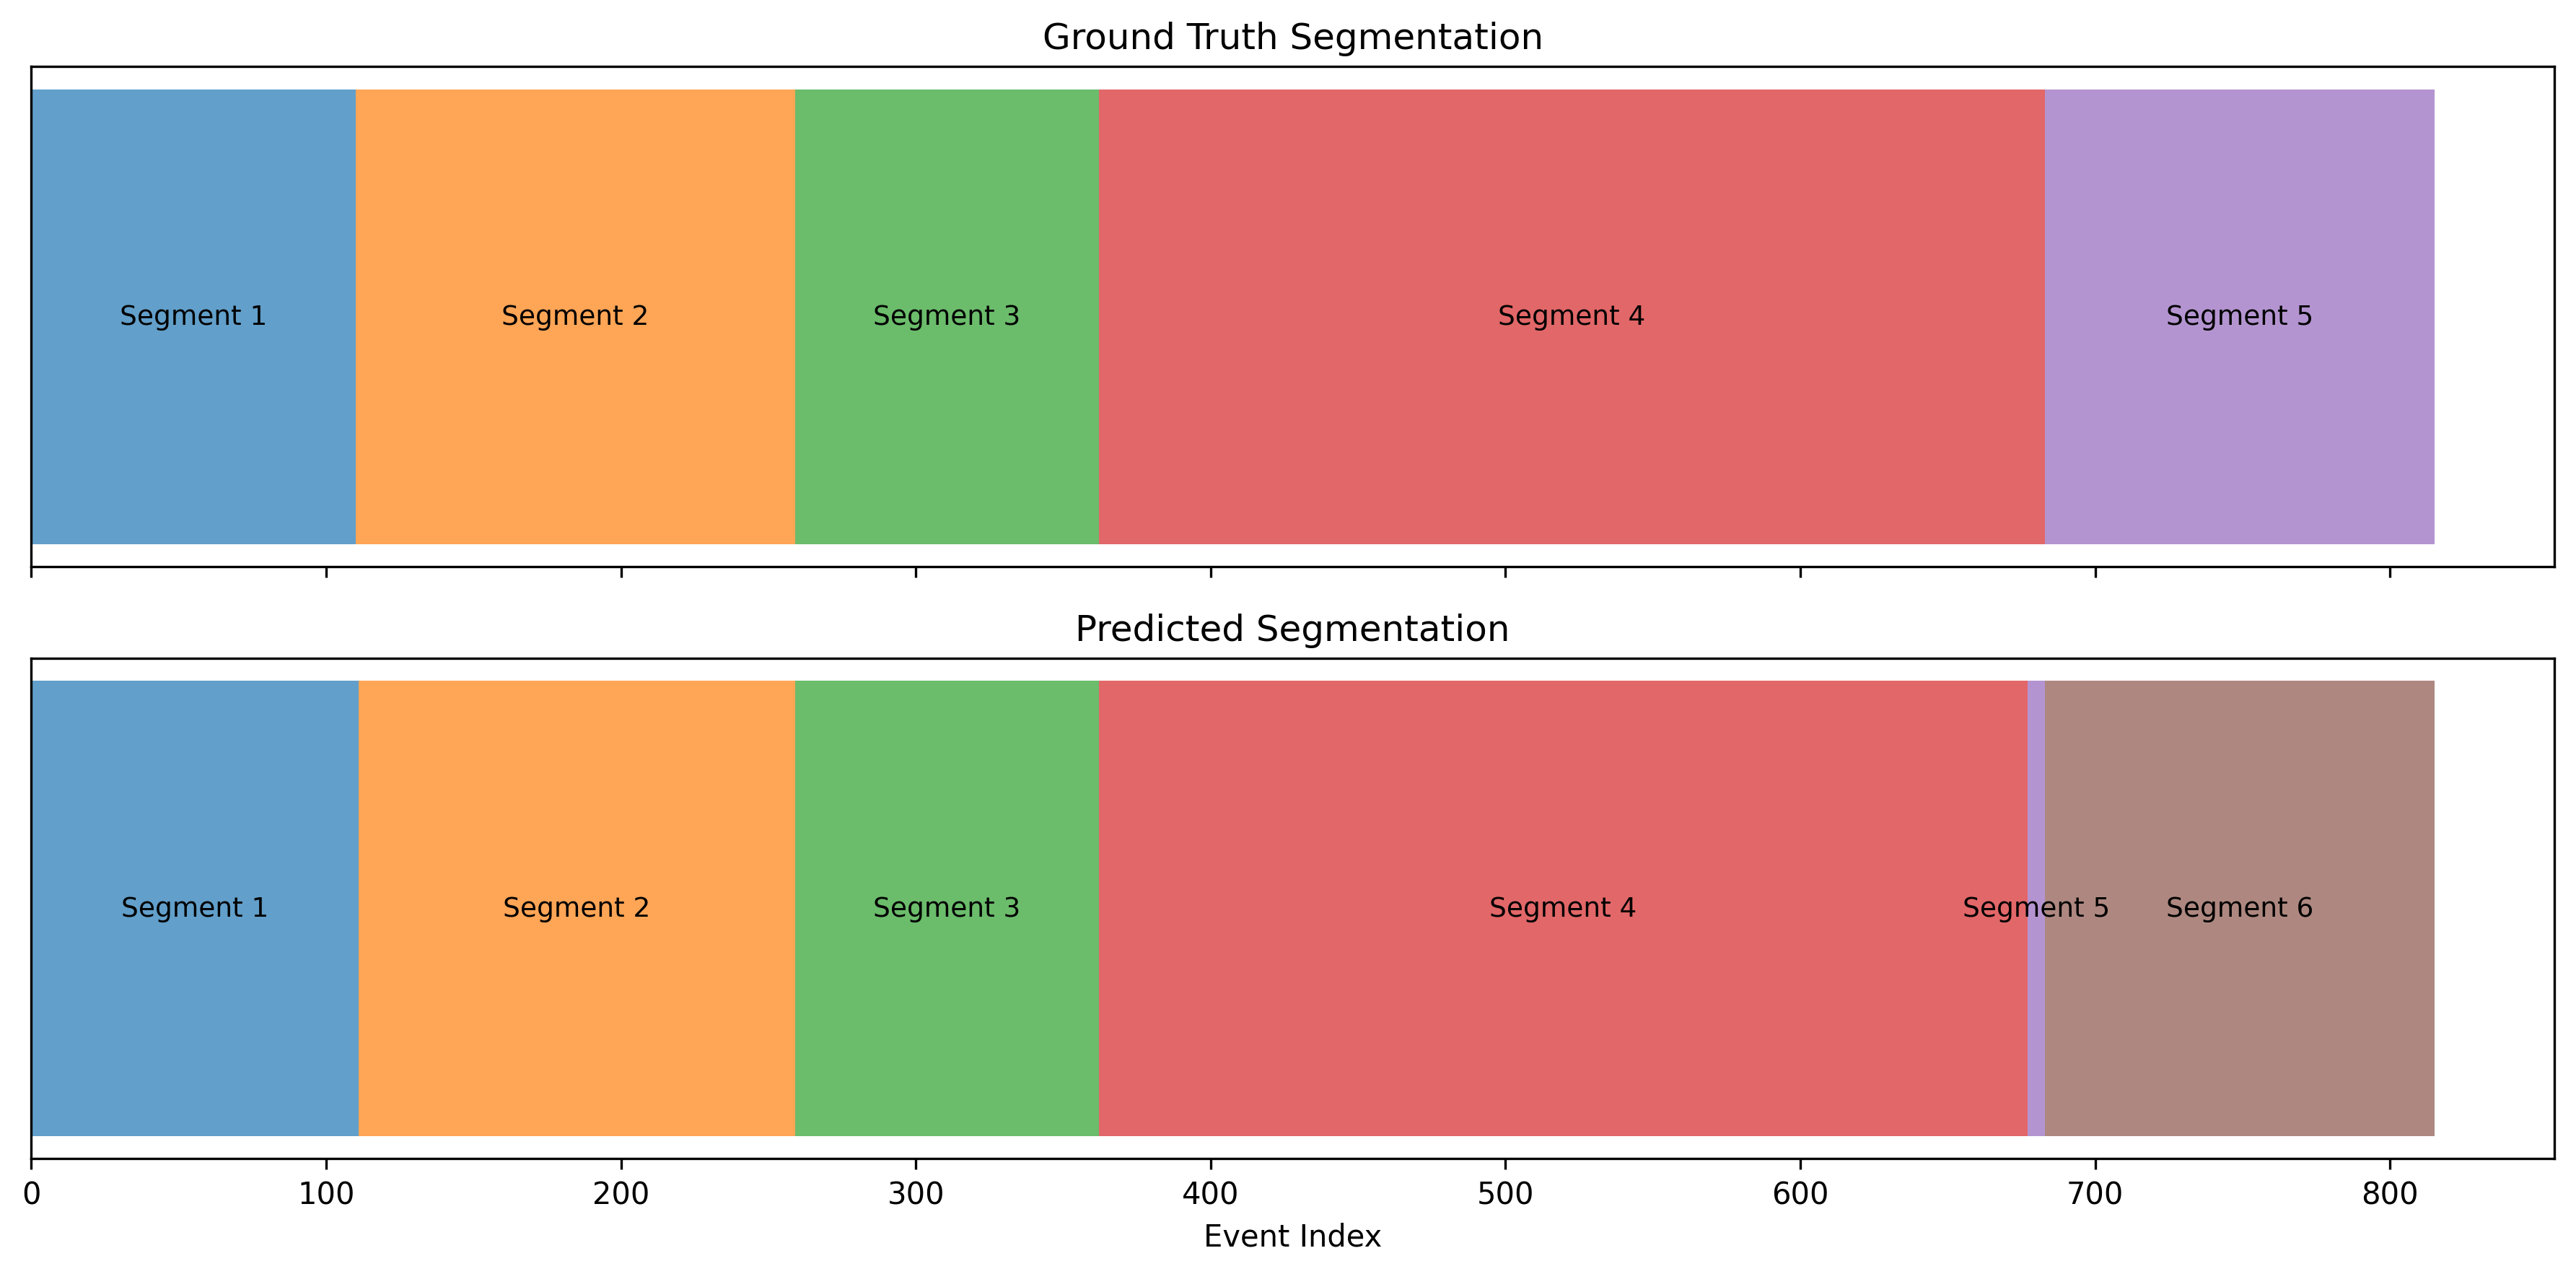 Ground Truth Segmentation
Segment 1 Segment 2 Segment 3 Segment 4 Segment 5
Predicted Segmentation
Segment 1 Segment 2 Segment 3 Segment 4 Segment 5 Segment 6
0 100 200 300 400 500 600 700 800
Event Index